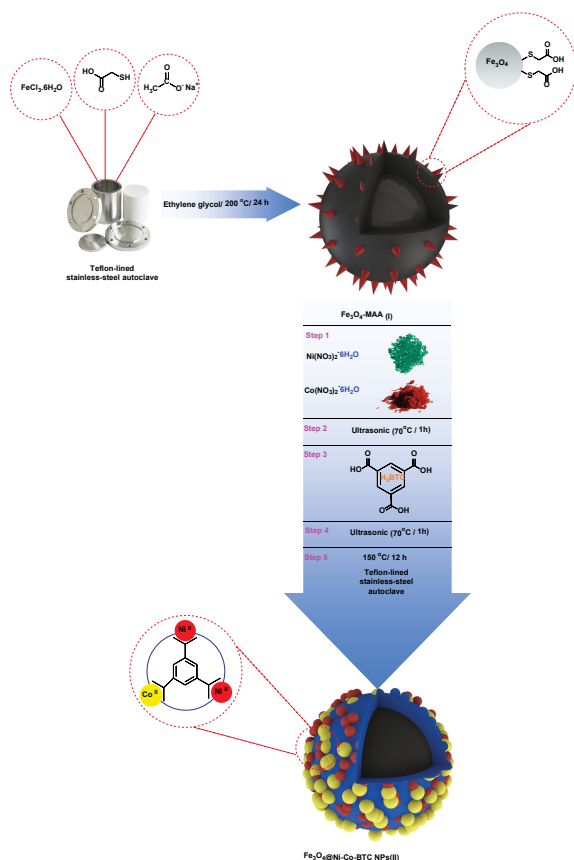 FeCl₃.6H₂O
HO
O
SH
O
H₃C
O⁻ Na⁺
Fe₃O₄
S
O
OH
S
O
OH
Ethylene glycol/ 200 °C/ 24 h
Teflon-lined
stainless-steel autoclave
Fe₃O₄-MAA (I)
Step 1
Ni(NO₃)₂·6H₂O
Co(NO₃)₂·6H₂O
Step 2 Ultrasonic (70°C / 1h)
Step 3
O
HO
O
OH
H₃BTC
O
OH
Step 4 Ultrasonic (70°C / 1h)
Step 5 150 °C/ 12 h
Teflon-lined
stainless-steel
autoclave
Ni II
Co II
Ni II
Fe₃O₄@Ni-Co-BTC NPs(II)